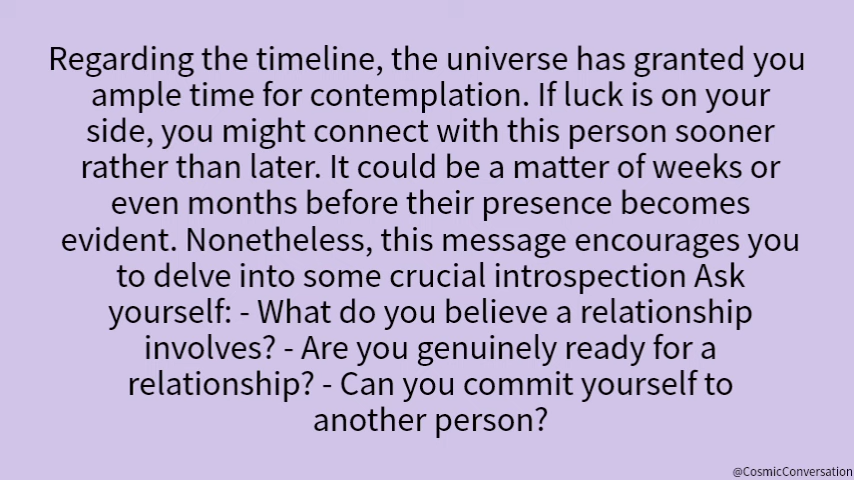 Regarding the timeline, the universe has granted you
ample time for contemplation. If luck is on your
side, you might connect with this person sooner
rather than later. It could be a matter of weeks or
even months before their presence becomes
evident. Nonetheless, this message encourages you
to delve into some crucial introspection Ask
yourself: - What do you believe a relationship
involves? - Are you genuinely ready for a
relationship? - Can you commit yourself to
another person?
@CosmicConversation